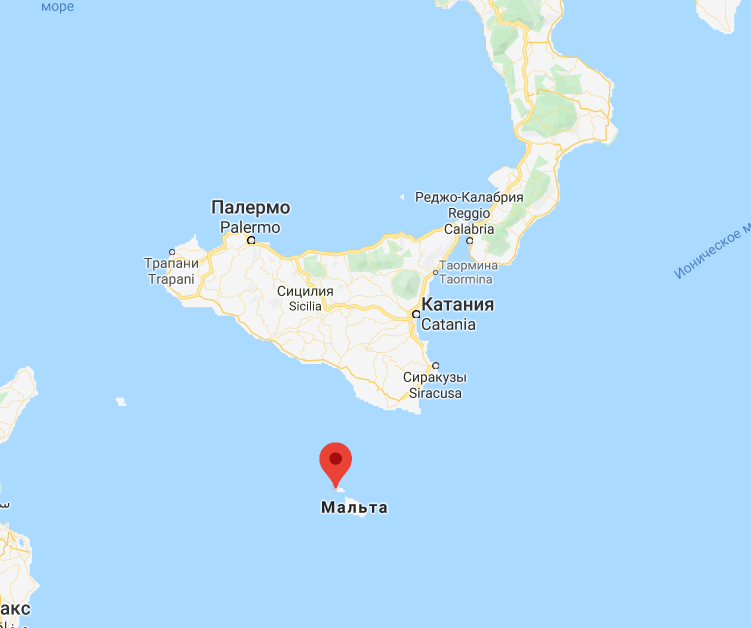 море
Палермо
Palermo
Реджо-Калабрия
Reggio
Calabria
Трапани
Trapani
Таормина
Taormina
Ионическое м
Сицилия
Sicilia
Катания
Catania
Сиракузы
Siracusa
Мальта
акс